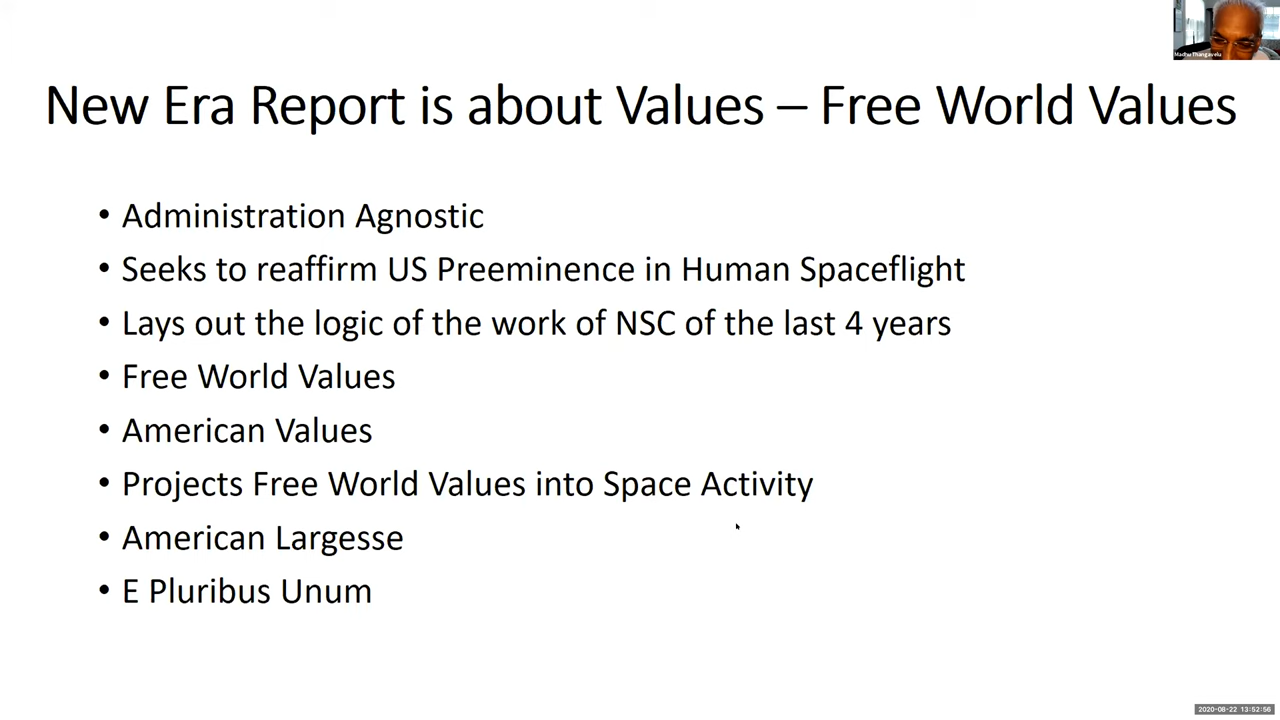 Madhu Thangavelu
New Era Report is about Values – Free World Values
• Administration Agnostic
• Seeks to reaffirm US Preeminence in Human Spaceflight
• Lays out the logic of the work of NSC of the last 4 years
• Free World Values
• American Values
• Projects Free World Values into Space Activity
• American Largesse
• E Pluribus Unum
2020-08-22 13:52:56